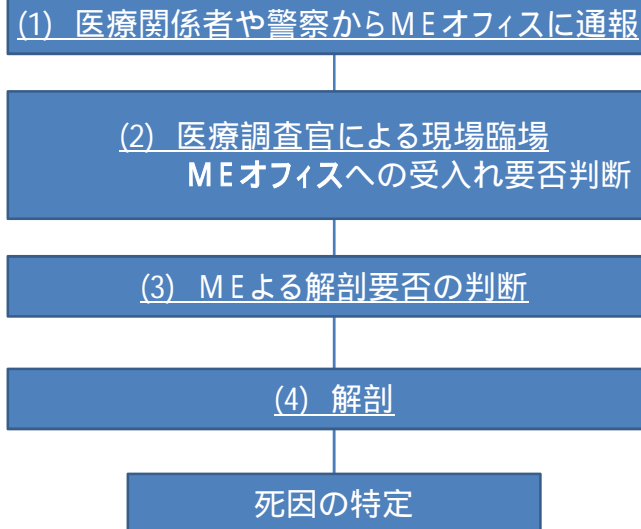 (1) 医療関係者や警察からMEオフィスに通報
(2) 医療調査官による現場臨場
MEオフィスへの受入れ要否判断
(3) MEよる解剖要否の判断
(4) 解剖
死因の特定